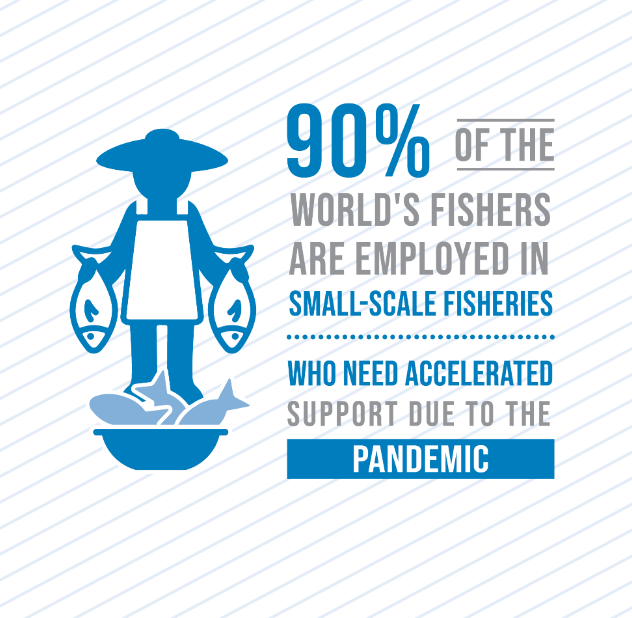 90% OF THE
WORLD'S FISHERS
ARE EMPLOYED IN
SMALL-SCALE FISHERIES
WHO NEED ACCELERATED
SUPPORT DUE TO THE
PANDEMIC